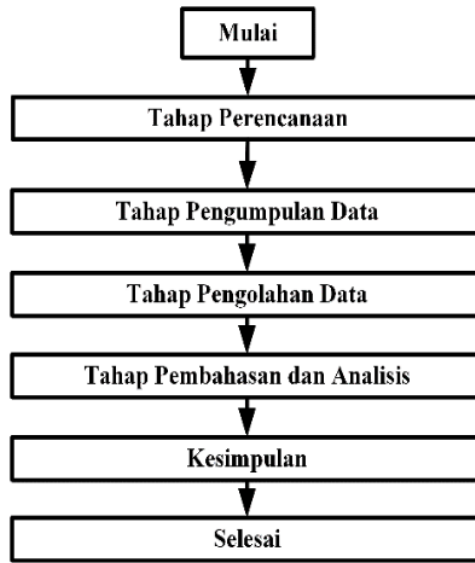 Mulai
Tahap Perencanaan
Tahap Pengumpulan Data
Tahap Pengolahan Data
Tahap Pembahasan dan Analisis
Kesimpulan
Selesai